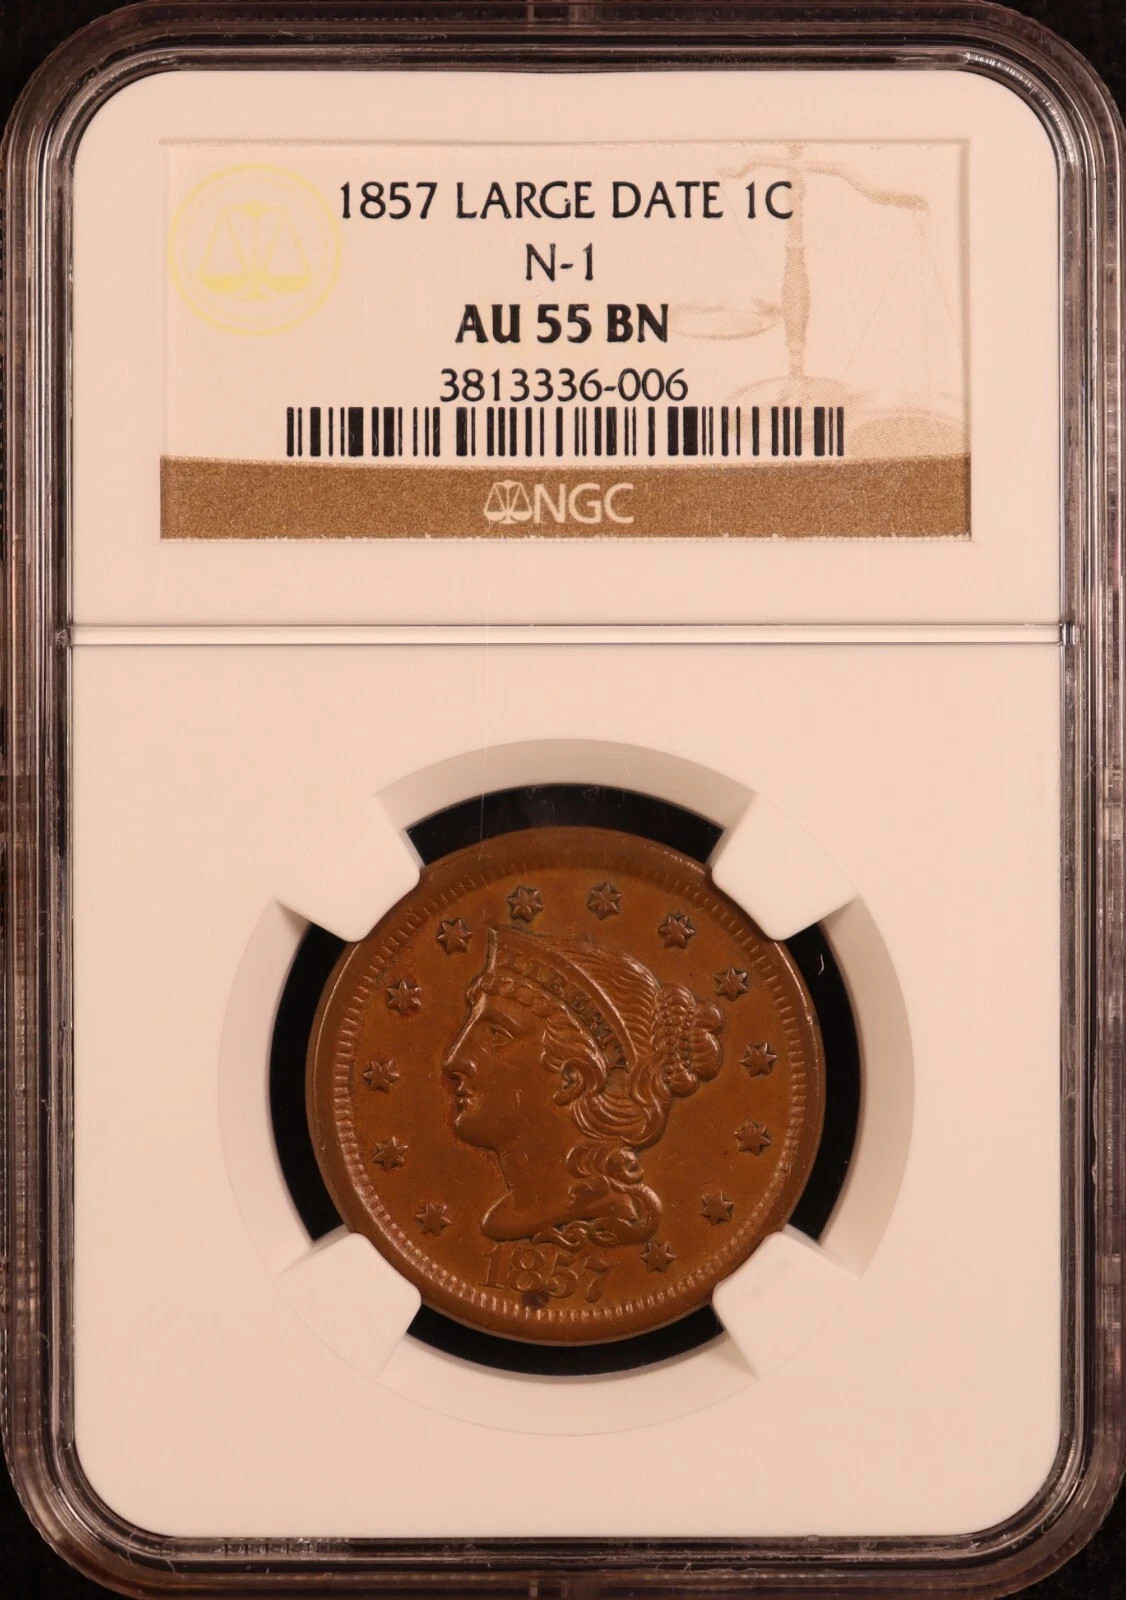 1857 LARGE DATE 1C
N-1
AU 55 BN
3813336-006
NGC
LIBERTY
1857